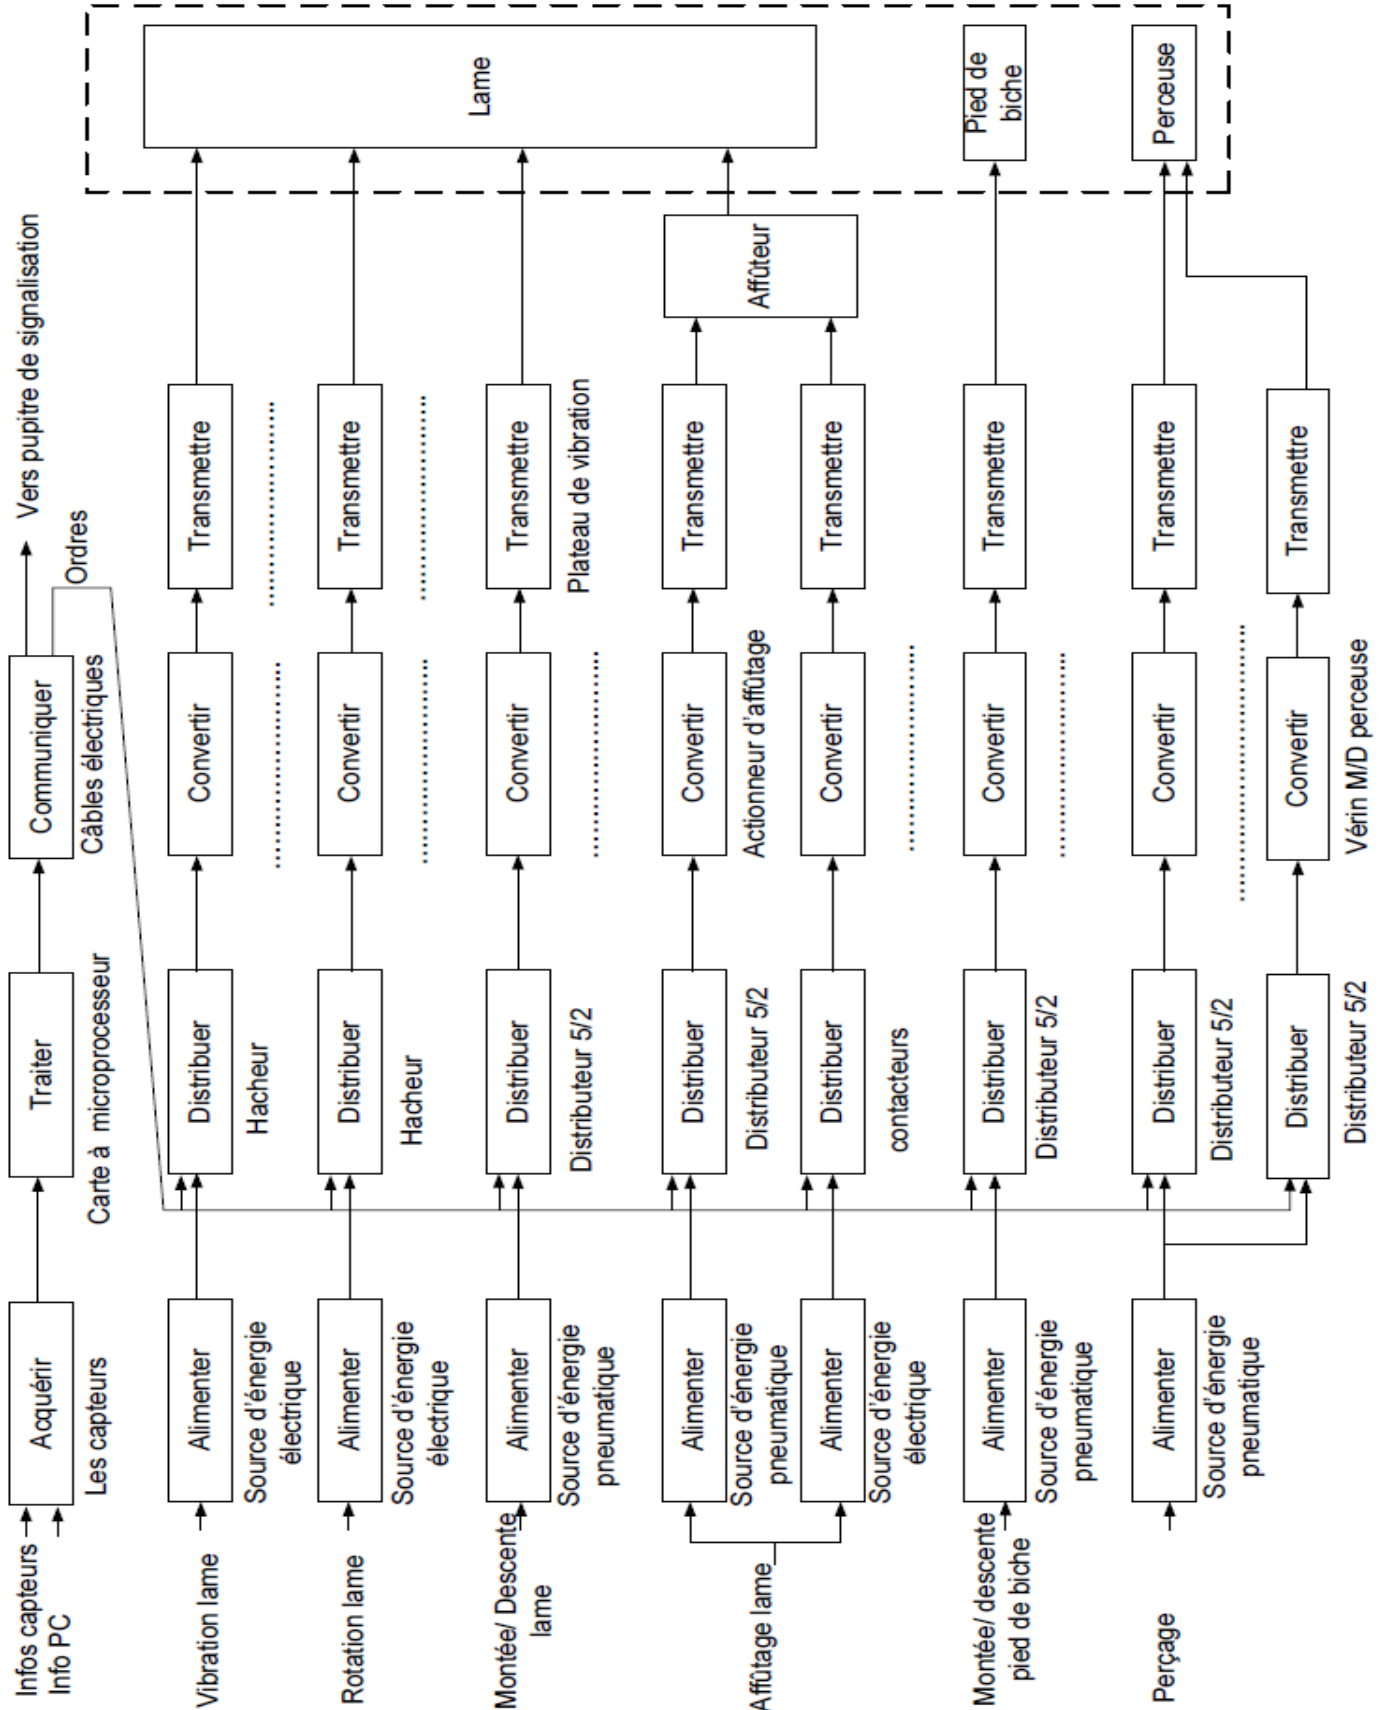 Infos capteurs
Info PC
Acquérir
Les capteurs
Traiter
Carte à microprocesseur
Communiquer
Câbles électriques
Vers pupitre de signalisation
Ordres
Vibration lame
Alimenter
Source d'énergie
électrique
Distribuer
Hacheur
Convertir
....................
Transmettre
....................
Lame
Rotation lame
Alimenter
Source d'énergie
électrique
Distribuer
Hacheur
Convertir
....................
Transmettre
....................
Montée/ Descente
lame
Alimenter
Source d'énergie
pneumatique
Distribuer
Distributeur 5/2
Convertir
....................
Transmettre
Plateau de vibration
Affûtage lame
Alimenter
Source d'énergie
pneumatique
Distribuer
Distributeur 5/2
Convertir
Actionneur d'affûtage
Transmettre
Affûteur
Alimenter
Source d'énergie
électrique
Distribuer
contacteurs
Convertir
....................
Transmettre
Montée/ descente
pied de biche
Alimenter
Source d'énergie
pneumatique
Distribuer
Distributeur 5/2
Convertir
....................
Transmettre
Pied de
biche
Perçage
Alimenter
Source d'énergie
pneumatique
Distribuer
Distributeur 5/2
Convertir
..........................
Transmettre
Perceuse
Distribuer
Distributeur 5/2
Convertir
Vérin M/D perceuse
Transmettre